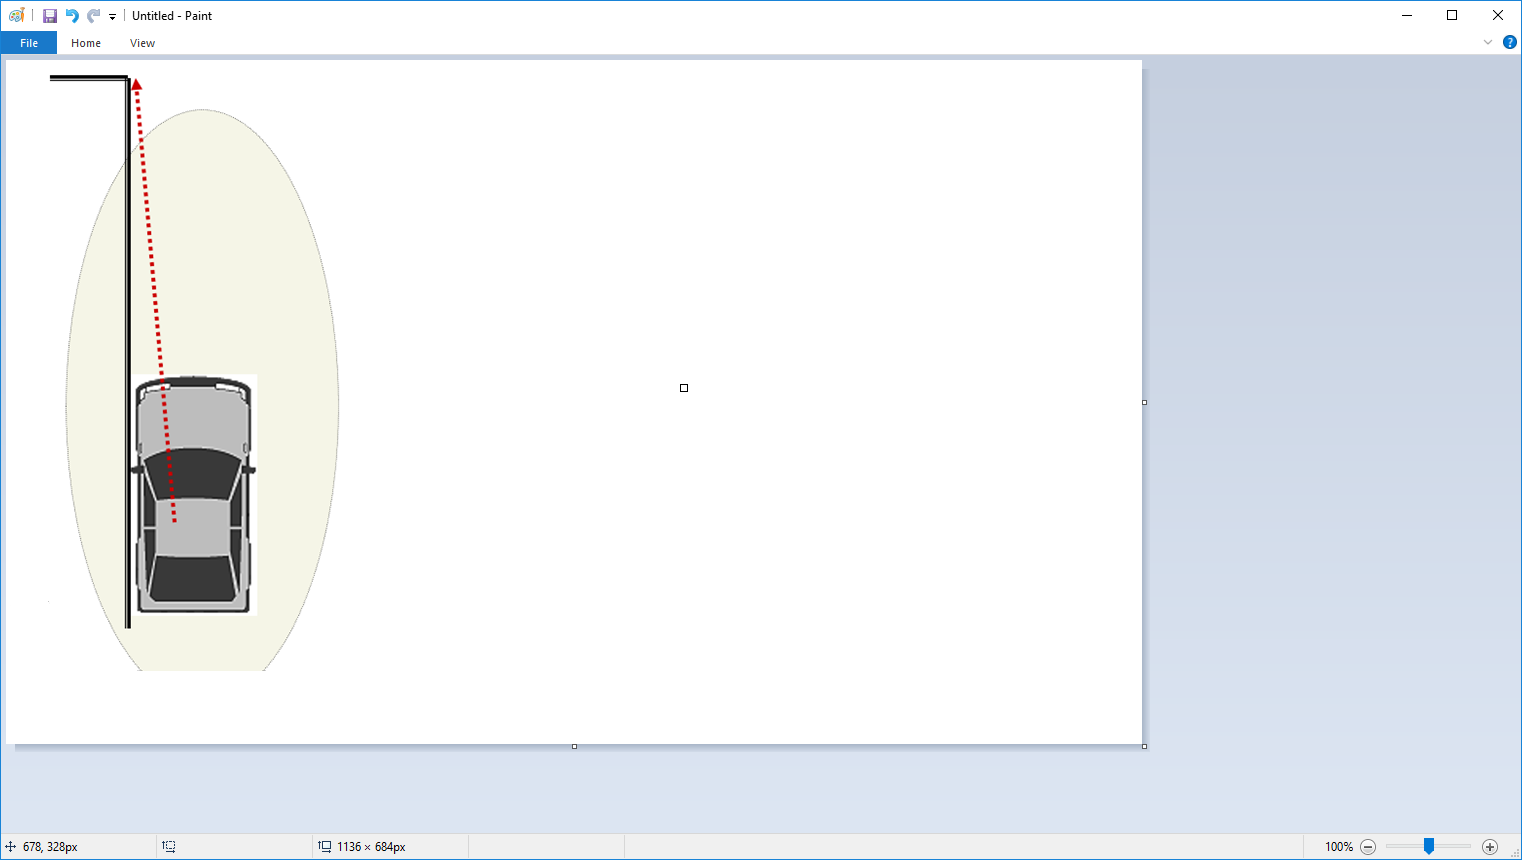 Untitled - Paint
File Home View
678, 328px 1136 × 684px 100%